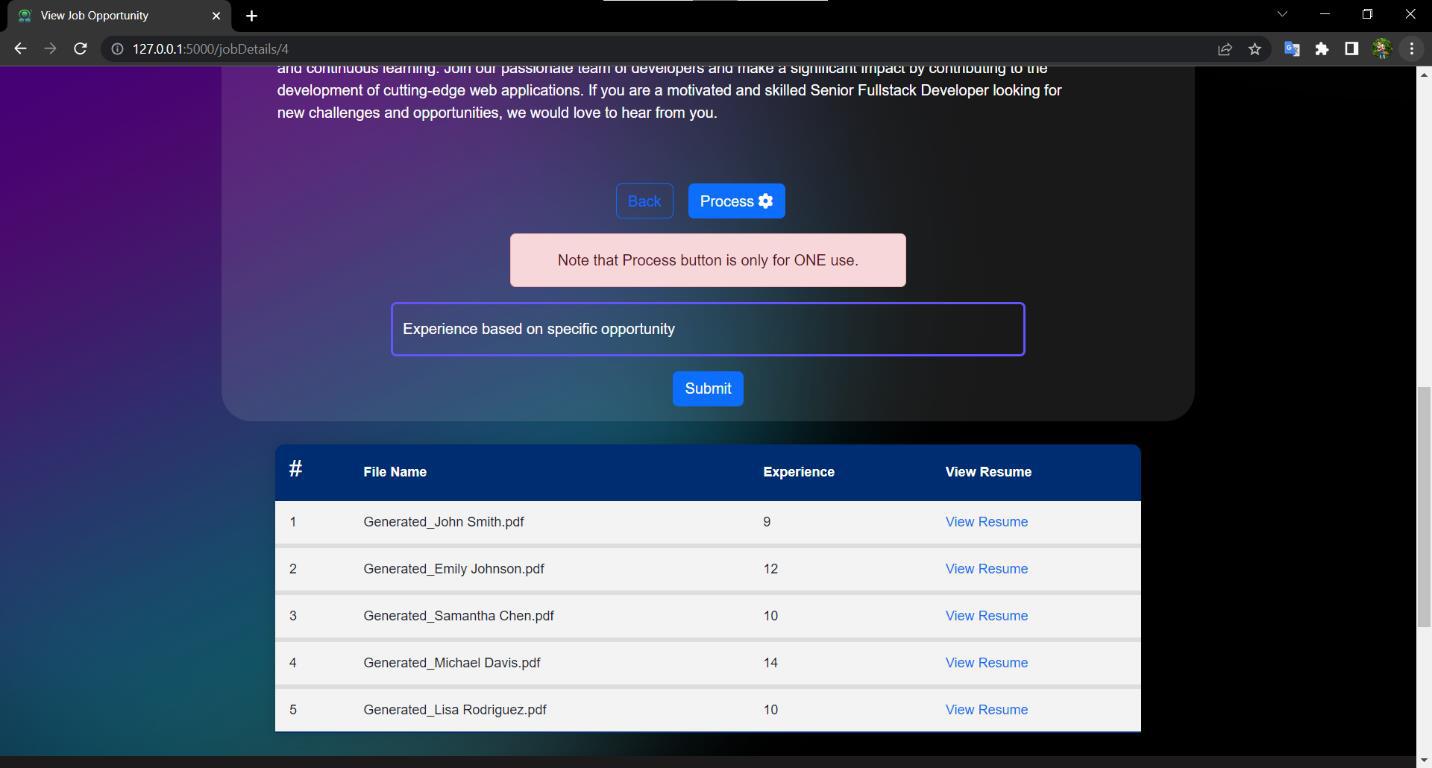 View Job Opportunity
127.0.0.1:5000/jobDetails/4
and continuous learning. Join our passionate team of developers and make a significant impact by contributing to the
development of cutting-edge web applications. If you are a motivated and skilled Senior Fullstack Developer looking for
new challenges and opportunities, we would love to hear from you.
Back Process
Note that Process button is only for ONE use.
Experience based on specific opportunity
Submit
# File Name Experience View Resume
1 Generated_John Smith.pdf 9 View Resume
2 Generated_Emily Johnson.pdf 12 View Resume
3 Generated_Samantha Chen.pdf 10 View Resume
4 Generated_Michael Davis.pdf 14 View Resume
5 Generated_Lisa Rodriguez.pdf 10 View Resume